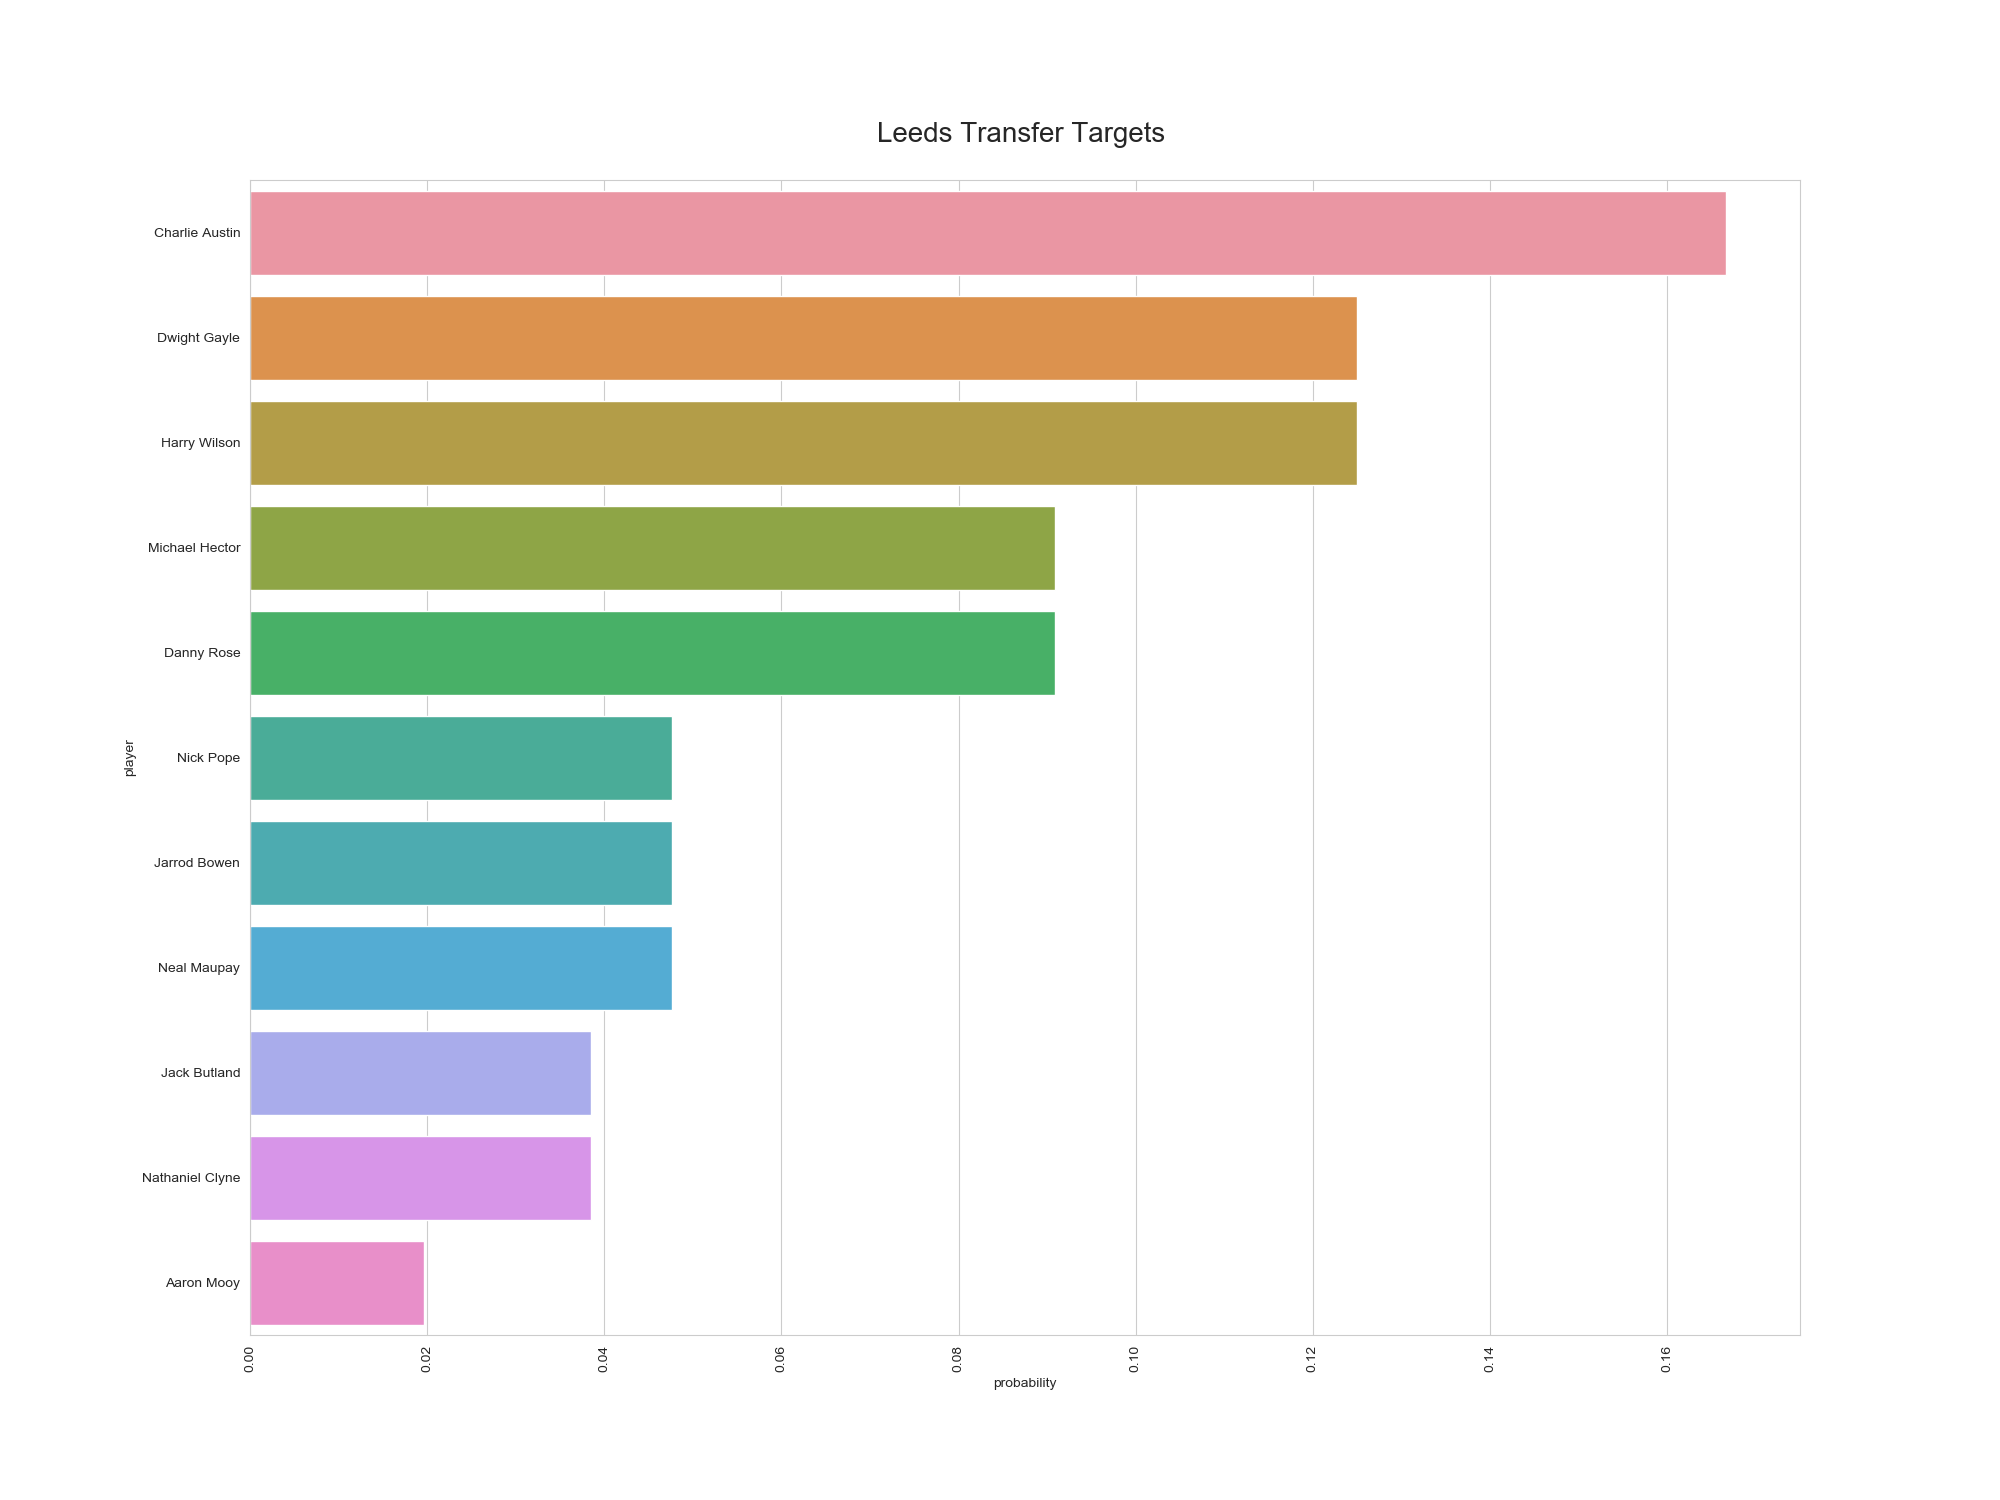 Leeds Transfer Targets
Charlie Austin
Dwight Gayle
Harry Wilson
Michael Hector
Danny Rose
Nick Pope
Jarrod Bowen
Neal Maupay
Jack Butland
Nathaniel Clyne
Aaron Mooy
player
0.00
0.02
0.04
0.06
0.08
0.10
0.12
0.14
0.16
probability